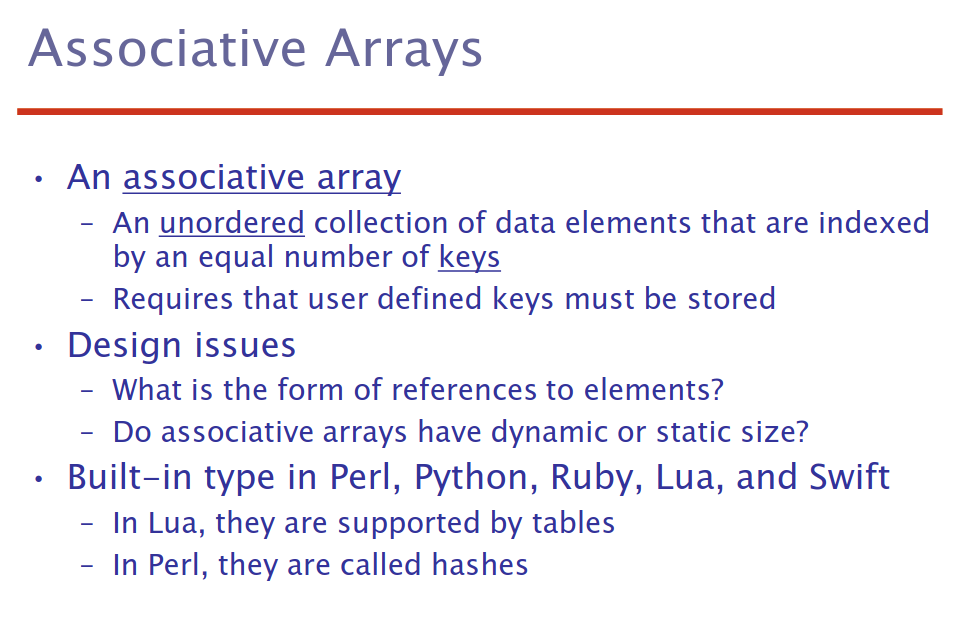 Associative Arrays
• An associative array
– An unordered collection of data elements that are indexed
by an equal number of keys
– Requires that user defined keys must be stored
• Design issues
– What is the form of references to elements?
– Do associative arrays have dynamic or static size?
• Built-in type in Perl, Python, Ruby, Lua, and Swift
– In Lua, they are supported by tables
– In Perl, they are called hashes